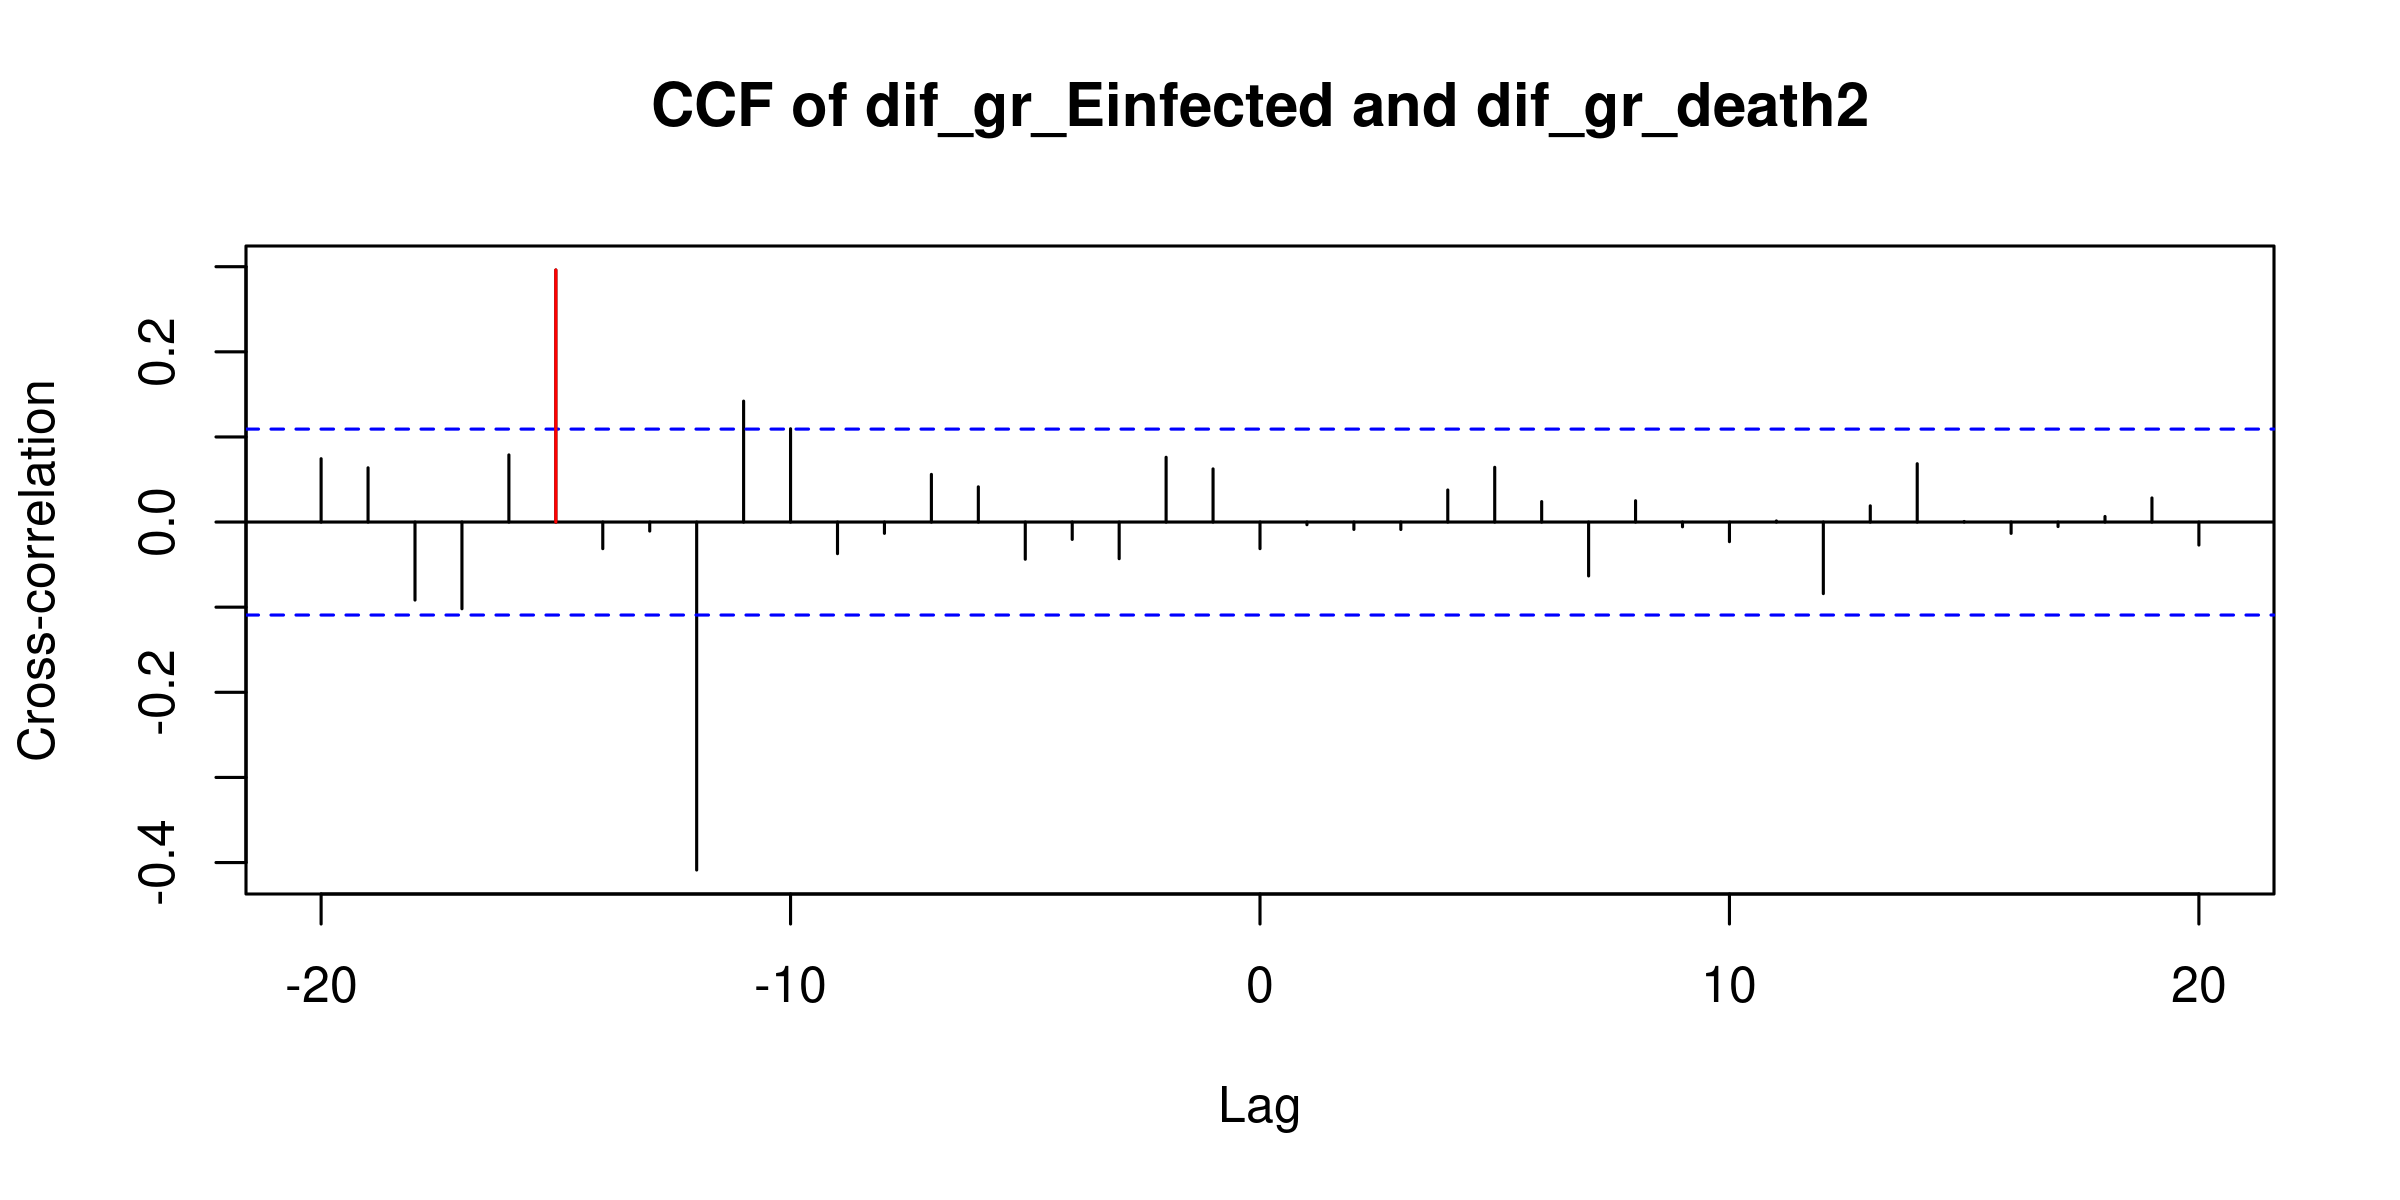 CCF of dif_gr_Einfected and dif_gr_death2
Cross-correlation
0.2
0.0
-0.2
-0.4
-20 -10 0 10 20
Lag